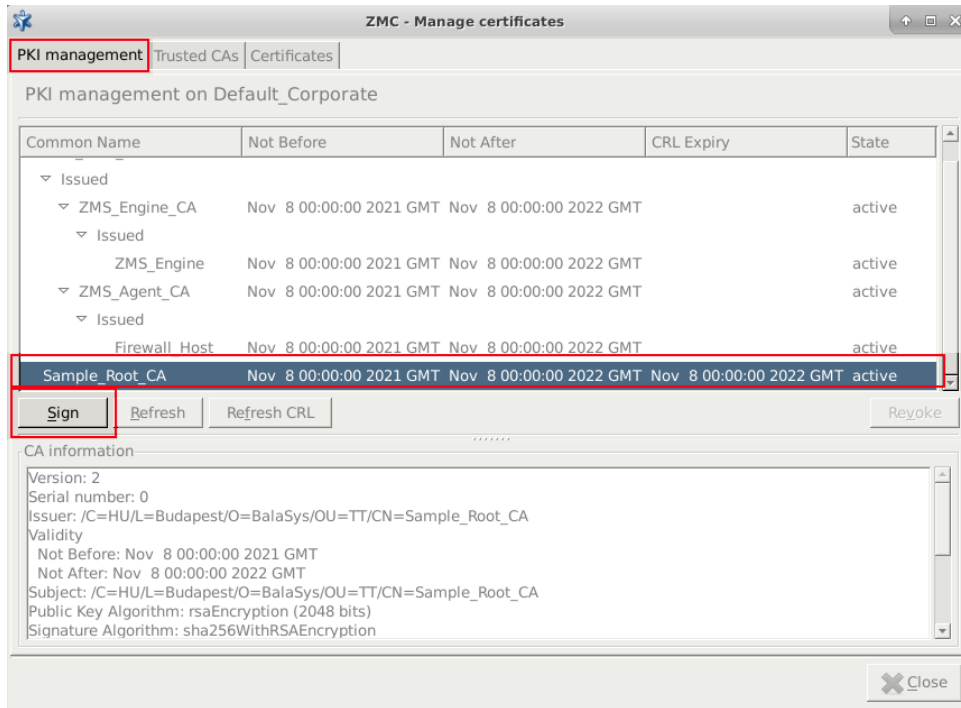 ZMC - Manage certificates
PKI management Trusted CAs Certificates
PKI management on Default_Corporate
Common Name Not Before Not After CRL Expiry State
Issued
ZMS_Engine_CA Nov 8 00:00:00 2021 GMT Nov 8 00:00:00 2022 GMT active
Issued
ZMS_Engine Nov 8 00:00:00 2021 GMT Nov 8 00:00:00 2022 GMT active
ZMS_Agent_CA Nov 8 00:00:00 2021 GMT Nov 8 00:00:00 2022 GMT active
Issued
Firewall_Host Nov 8 00:00:00 2021 GMT Nov 8 00:00:00 2022 GMT active
Sample_Root_CA Nov 8 00:00:00 2021 GMT Nov 8 00:00:00 2022 GMT Nov 8 00:00:00 2022 GMT active
Sign Refresh Refresh CRL Revoke
CA information
Version: 2
Serial number: 0
Issuer: /C=HU/L=Budapest/O=BalaSys/OU=TT/CN=Sample_Root_CA
Validity
Not Before: Nov 8 00:00:00 2021 GMT
Not After: Nov 8 00:00:00 2022 GMT
Subject: /C=HU/L=Budapest/O=BalaSys/OU=TT/CN=Sample_Root_CA
Public Key Algorithm: rsaEncryption (2048 bits)
Signature Algorithm: sha256WithRSAEncryption
Close